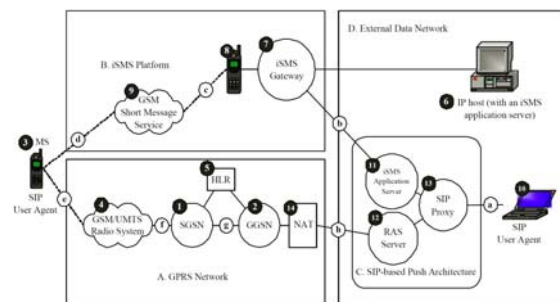 D. External Data Network
8
7
B. iSMS Platform
iSMS
Gateway
9
c
GSM
Short Message
Service
6
IP host (with an iSMS
application server)
3
MS
d
b
SIP
User Agent
5
HLR
11
iSMS
Application
Server
13
10
e
4
1
2
14
12
SIP
Proxy
a
GSM/UMTS
Radio System
f
SGSN
g
GGSN
NAT
h
RAS
Server
SIP
User Agent
A. GPRS Network
C. SIP-based Push Architecture